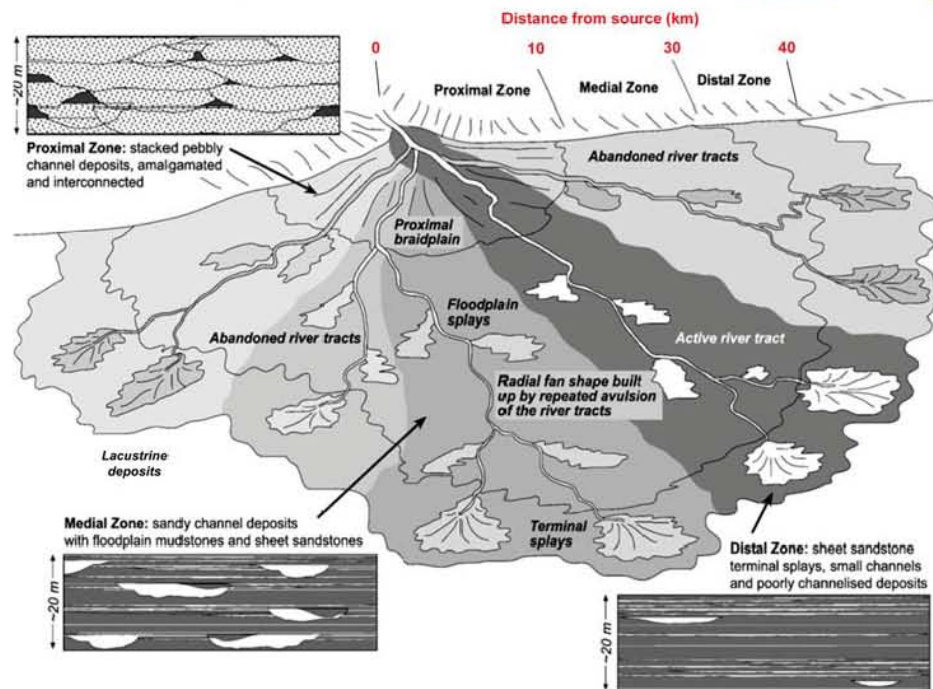 Distance from source (km)
0
10
30
40
Proximal Zone
Medial Zone
Distal Zone
~20 m
Proximal Zone: stacked pebbly
channel deposits, amalgamated
and interconnected
Abandoned river tracts
Proximal
braidplain
Floodplain
splays
Abandoned river tracts
Active river tract
Radial fan shape built
up by repeated avulsion
of the river tracts
Lacustrine
deposits
Terminal
splays
Medial Zone: sandy channel deposits
with floodplain mudstones and sheet sandstones
~20 m
Distal Zone: sheet sandstone
terminal splays, small channels
and poorly channelised deposits
~20 m